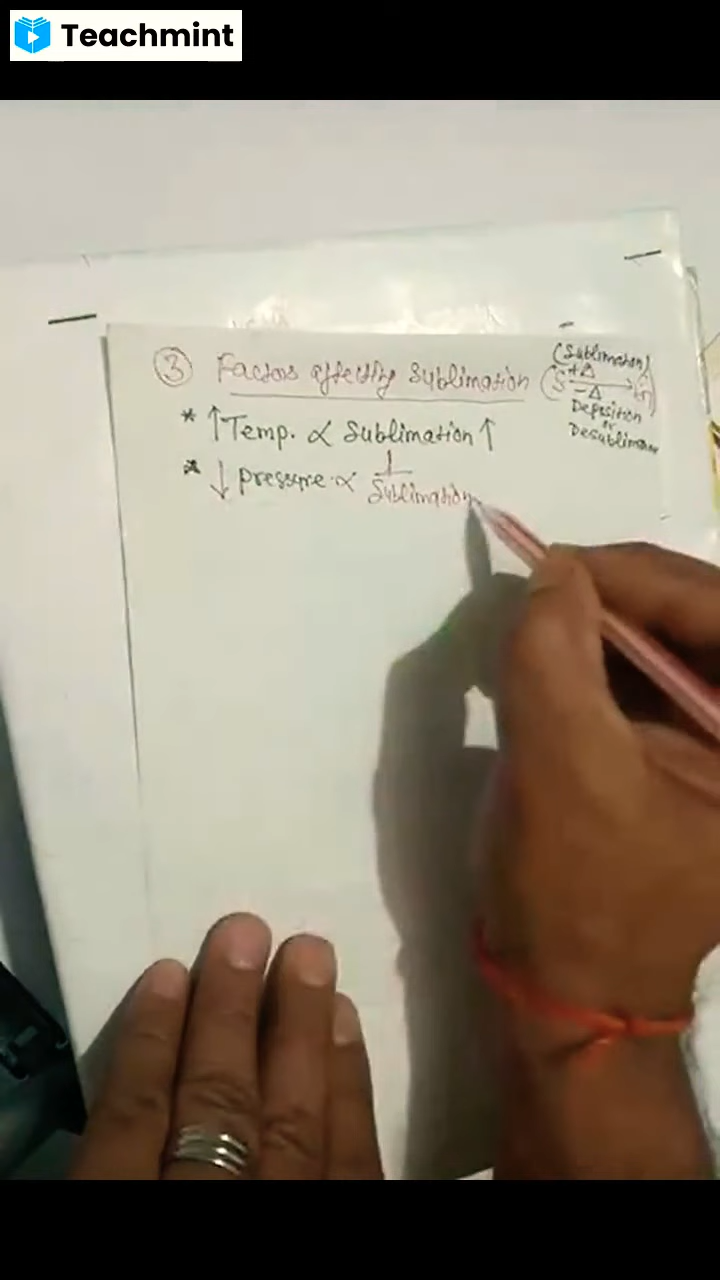 Teachmint
③ Factors affecting Sublimation
(Sublimation)
(S +Δ
-Δ G)
Deposition
or
Desublimation
* ↑Temp. ∝ Sublimation↑
* ↓ Pressure ∝ 1
Sublimation